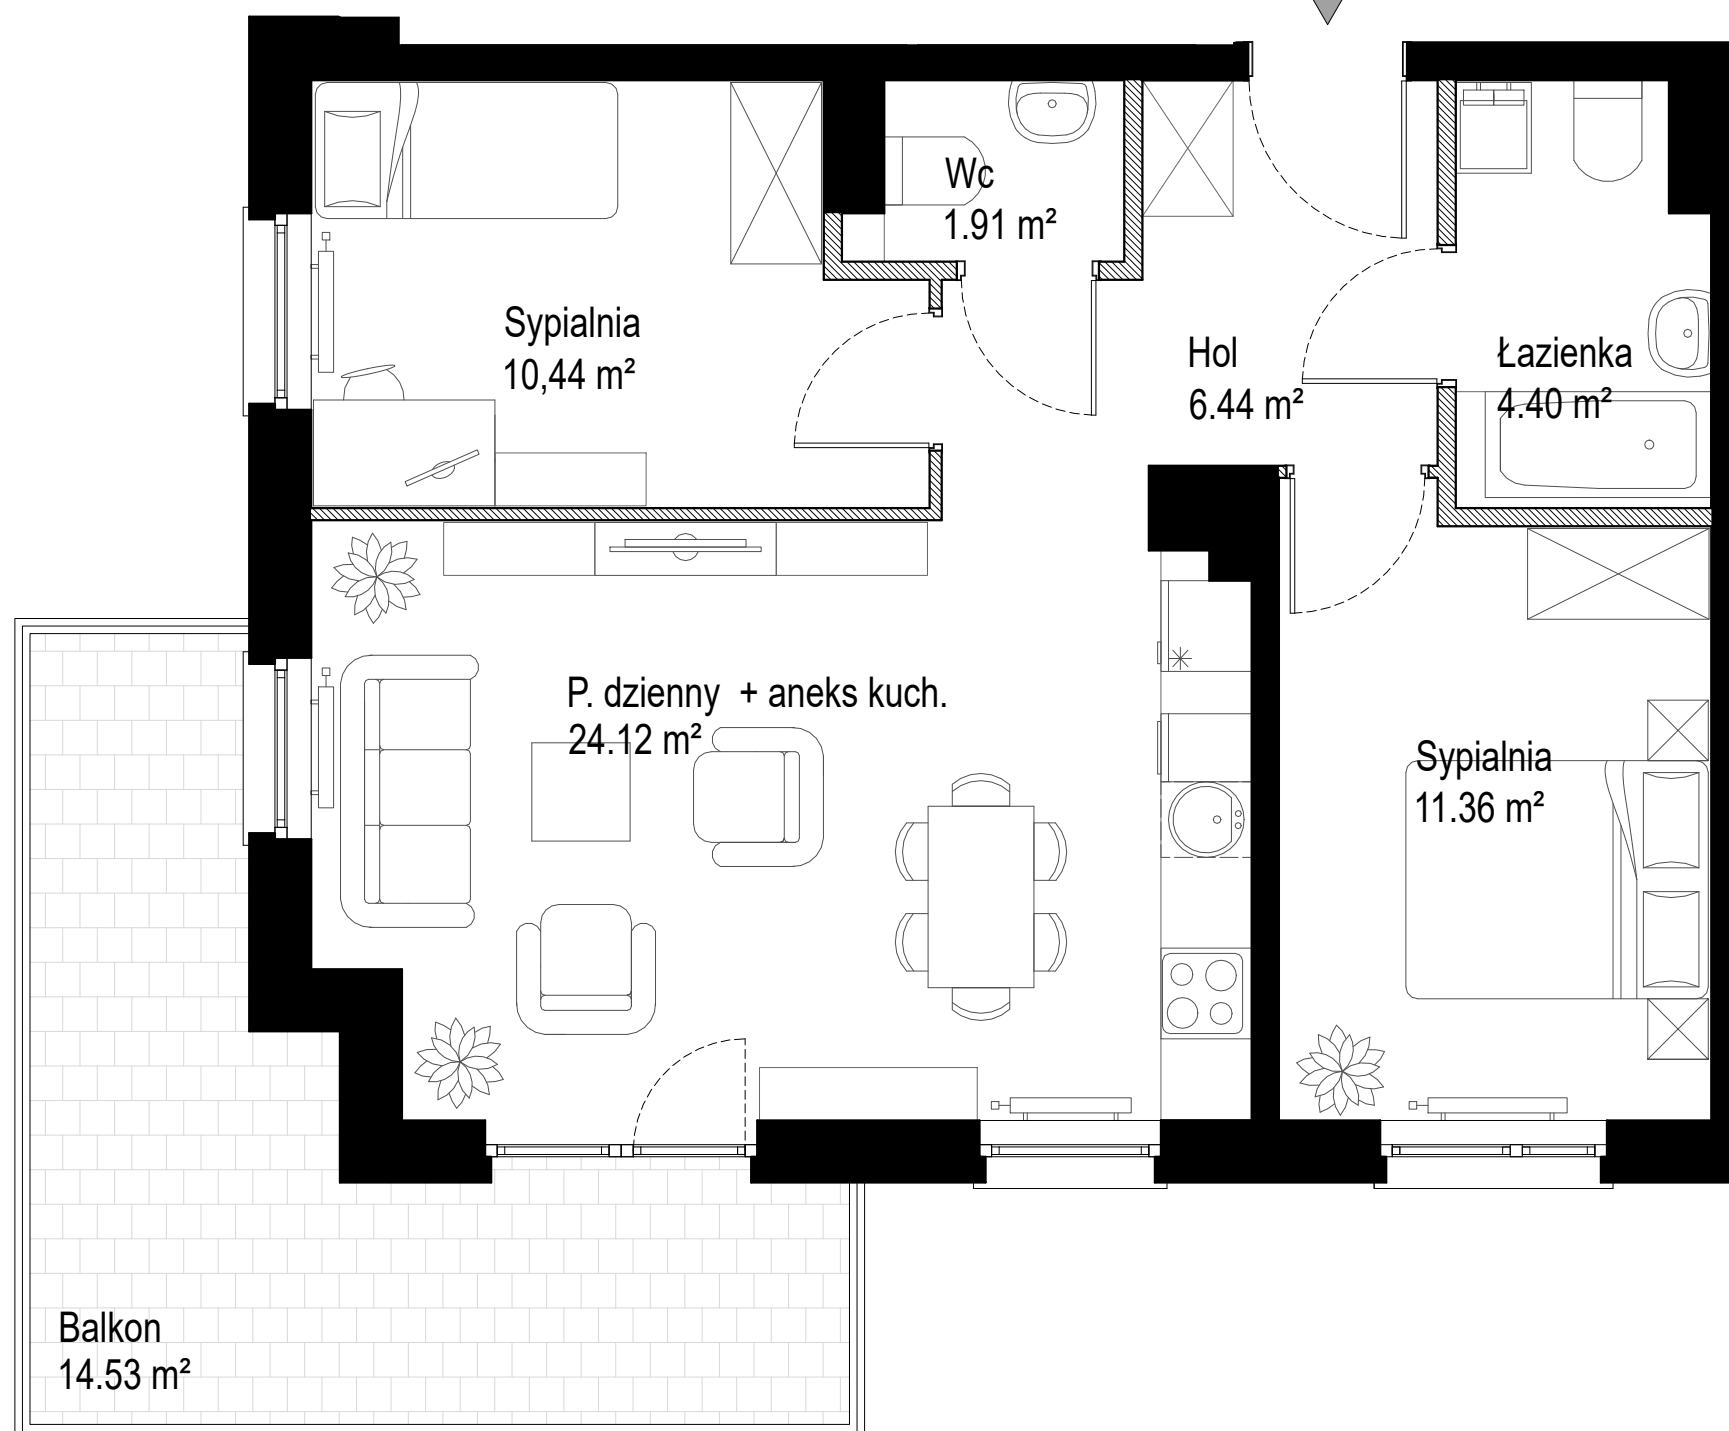 Wc
1.91 m²
Sypialnia
10,44 m²
Hol
6.44 m²
Łazienka
4.40 m²
P. dzienny + aneks kuch.
24.12 m²
Sypialnia
11.36 m²
Balkon
14.53 m²